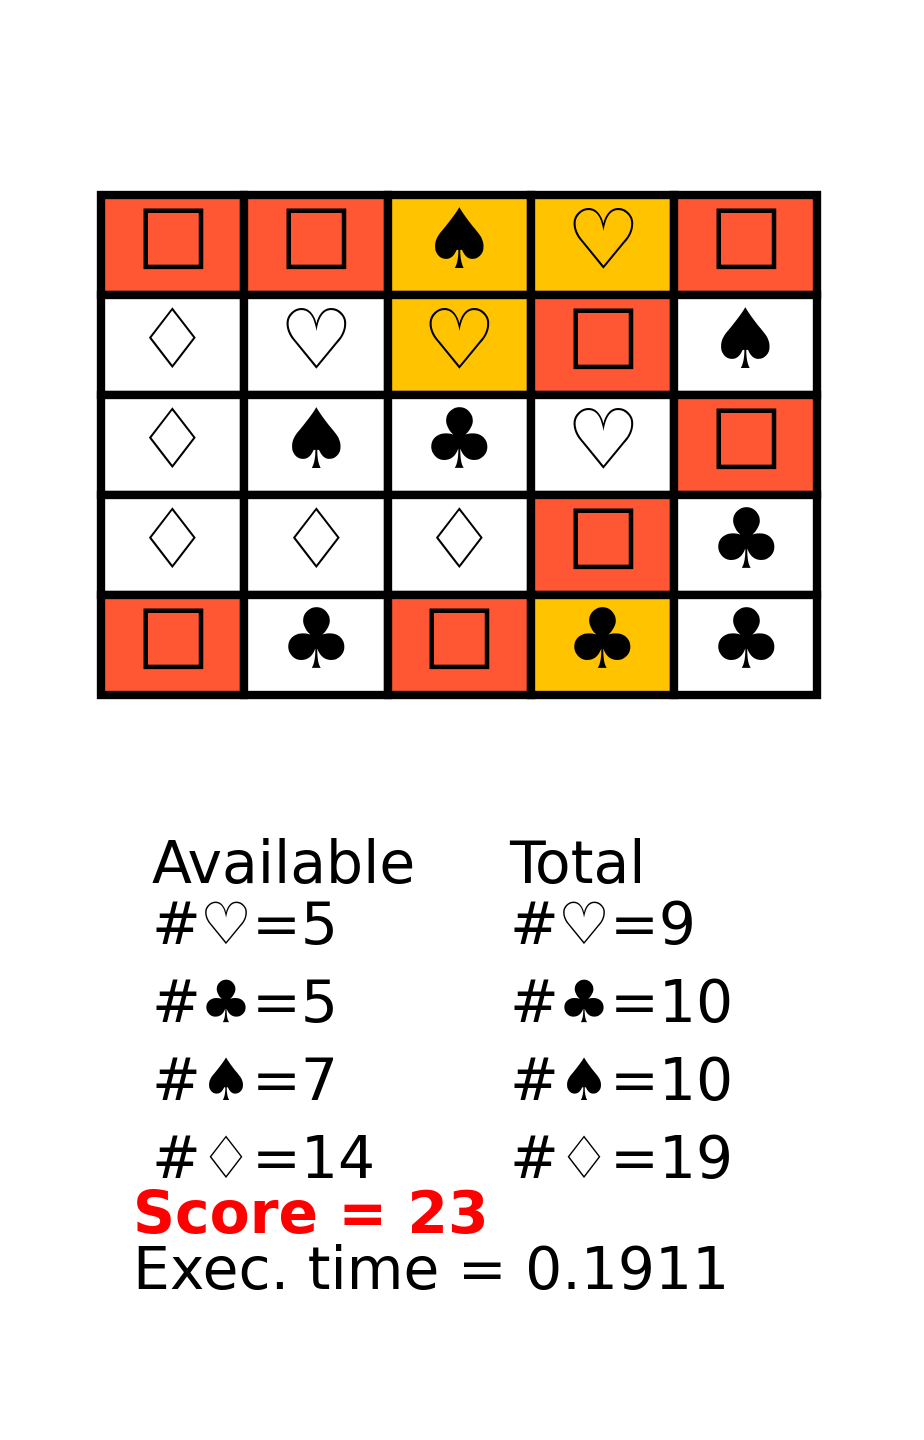 □ □ ♠ ♡ □
♢ ♡ ♡ □ ♠
♢ ♠ ♣ ♡ □
♢ ♢ ♢ □ ♣
□ ♣ □ ♣ ♣
Available Total
#♡=5 #♡=9
#♣=5 #♣=10
#♠=7 #♠=10
#♢=14 #♢=19
Score = 23
Exec. time = 0.1911